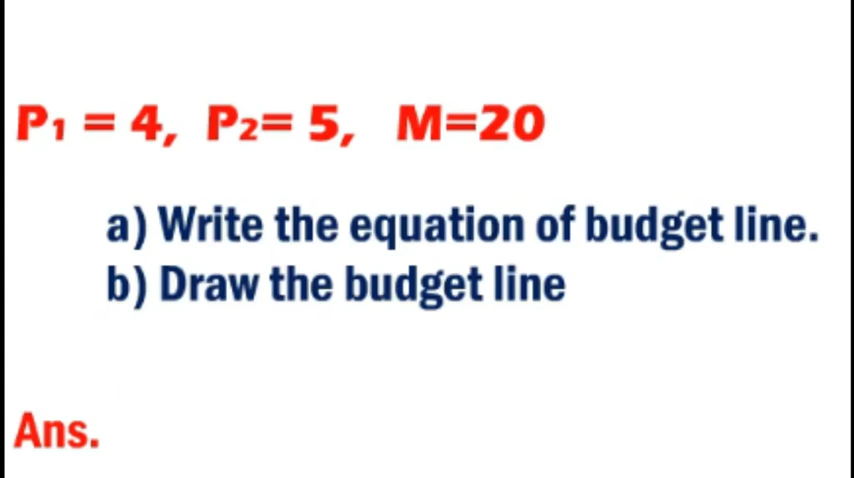 P₁ = 4, P₂= 5, M=20
a) Write the equation of budget line.
b) Draw the budget line
Ans.